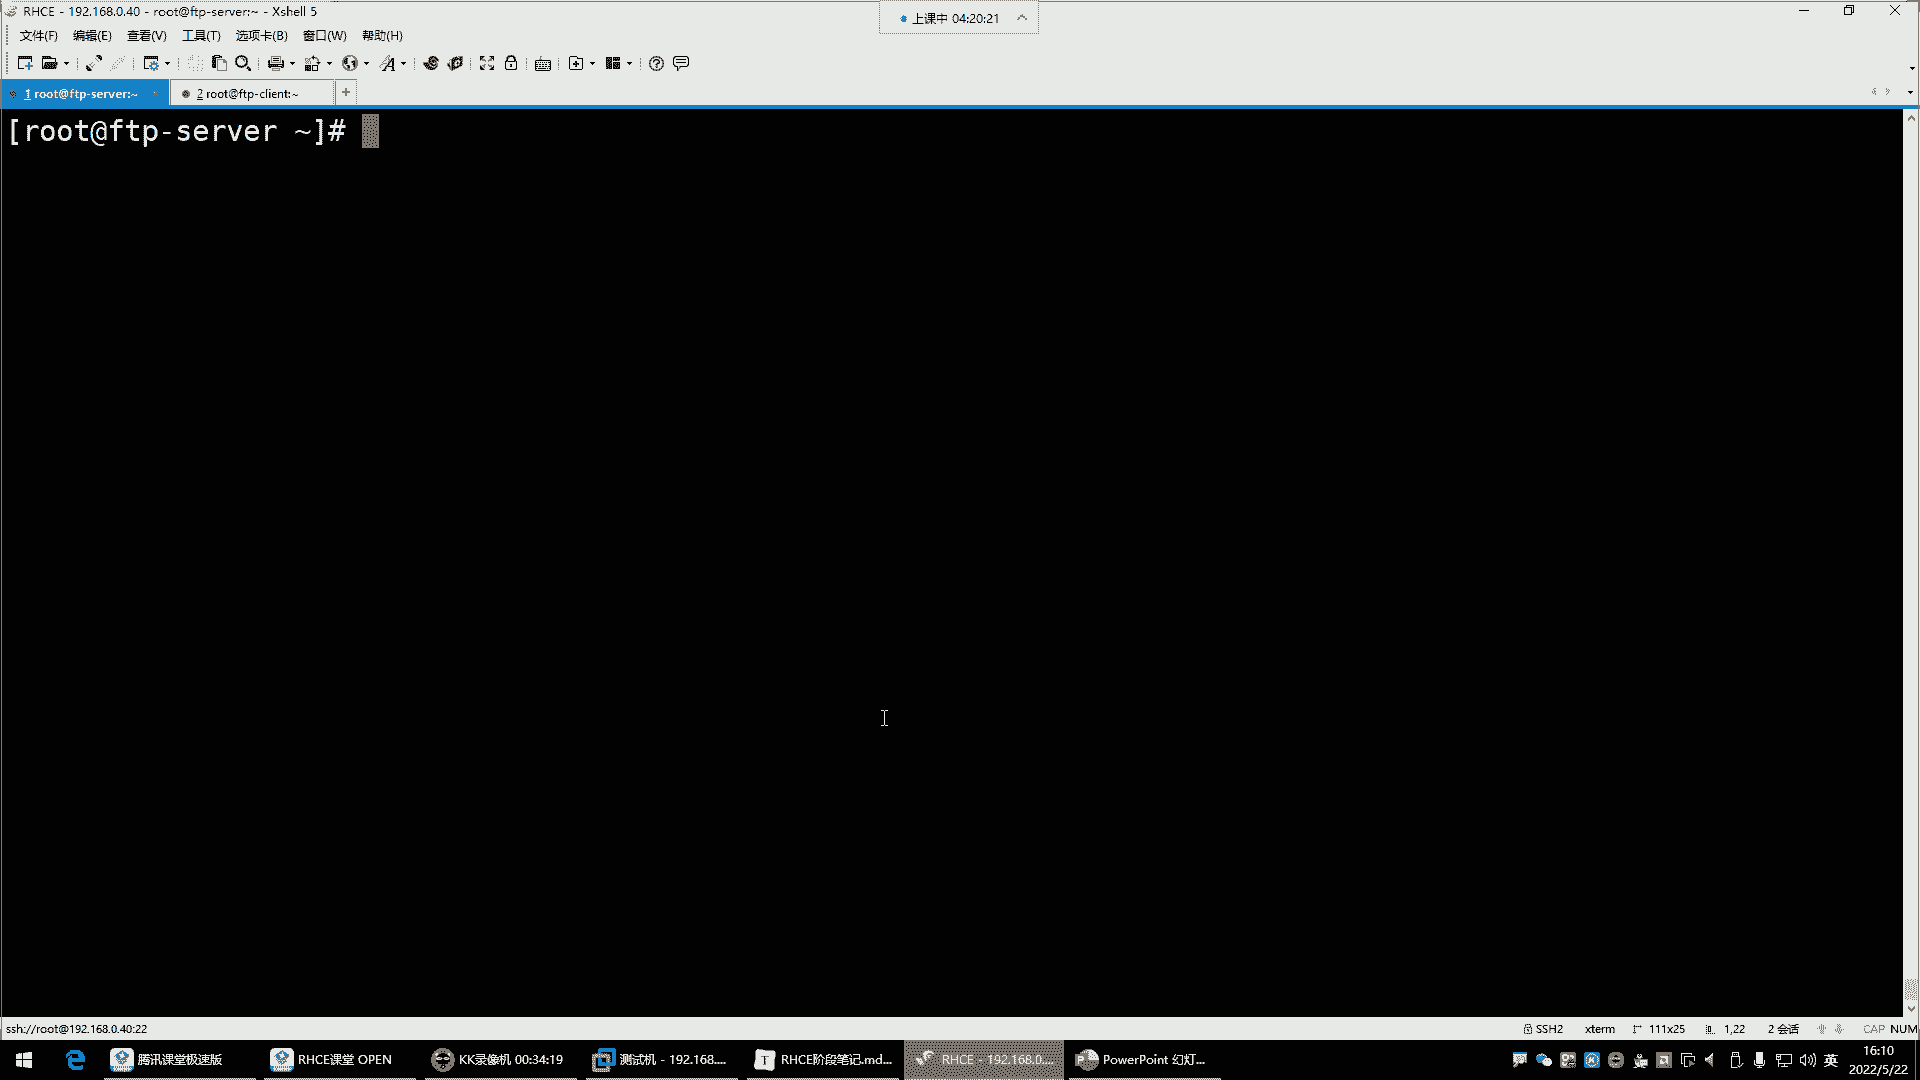 RHCE - 192.168.0.40 - root@ftp-server:~ - Xshell 5
上课中 04:20:21
文件(F) 编辑(E) 查看(V) 工具(T) 选项卡(B) 窗口(W) 帮助(H)
1 root@ftp-server:~ 2 root@ftp-client:~
[root@ftp-server ~]#
ssh://root@192.168.0.40:22 SSH2 xterm 111x25 1,22 2 会话 CAP NUM
腾讯课堂极速版 RHCE课堂 OPEN KK录像机 00:34:19 测试机 - 192.168.... RHCE阶段笔记.md... RHCE - 192.168.0.... PowerPoint 幻灯... 英 16:10
2022/5/22